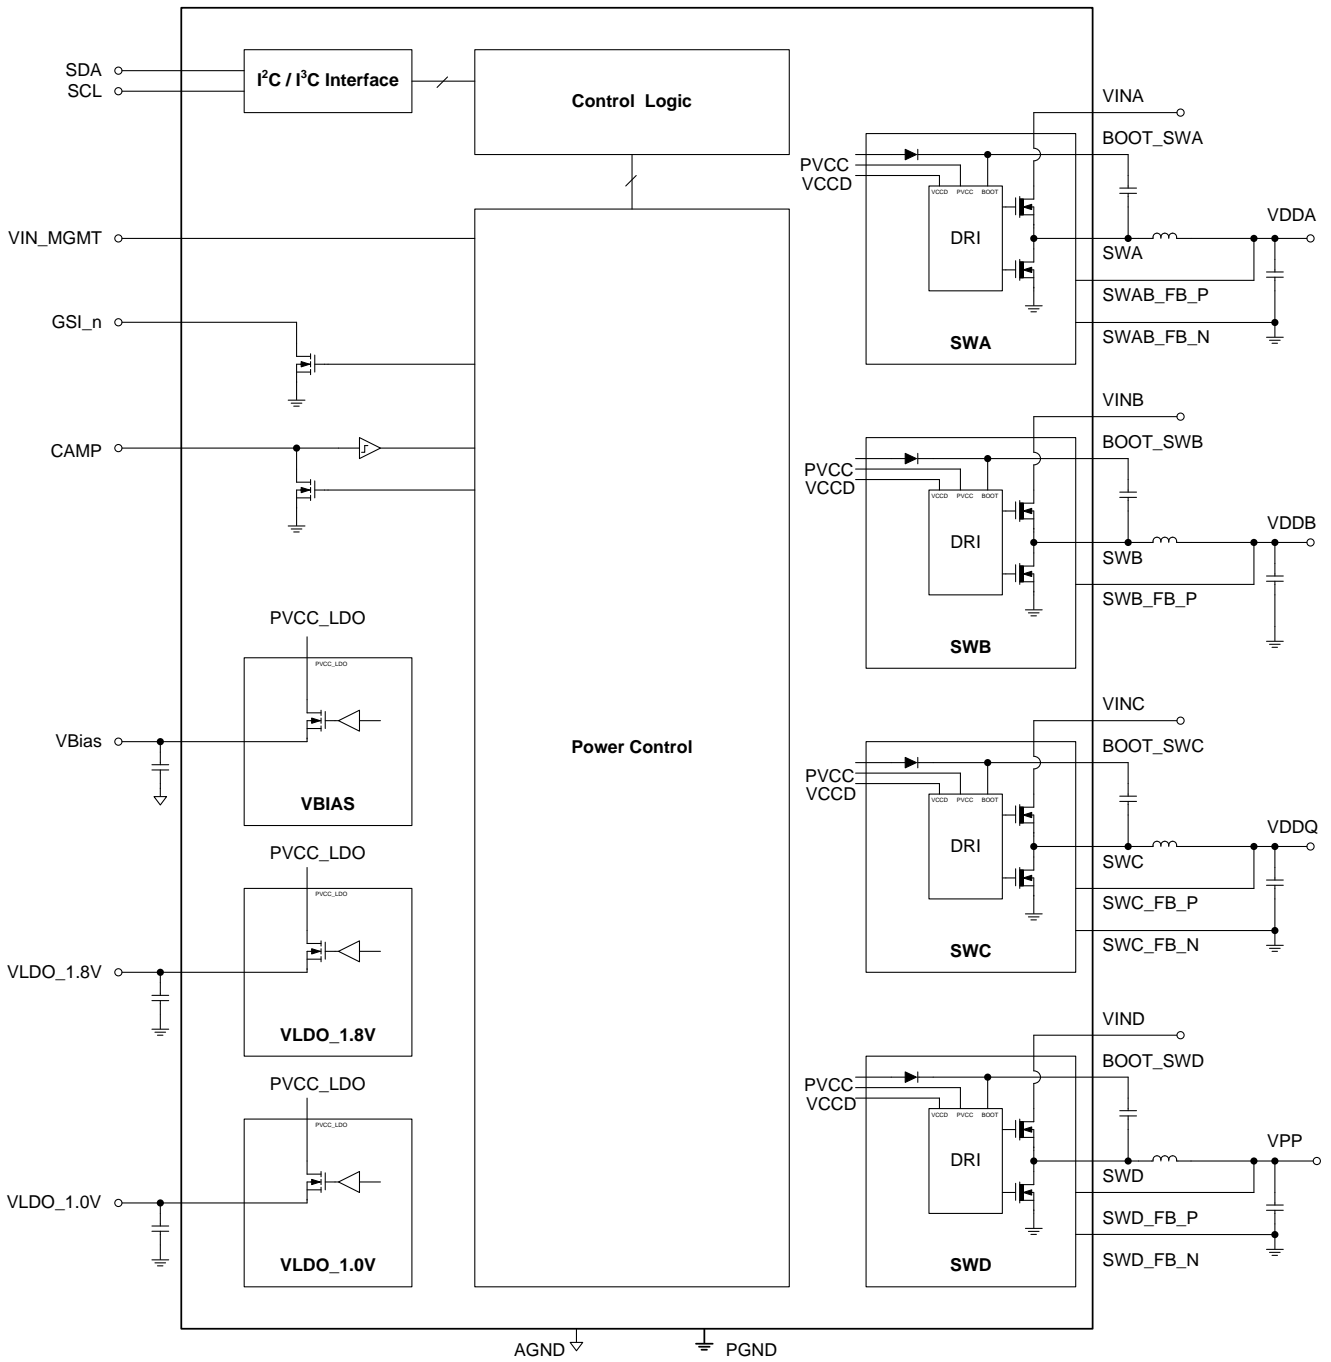 SDA
SCL
I²C / I³C Interface
Control Logic
VIN_MGMT
GSI_n
CAMP
Power Control
PVCC_LDO
PVCC_LDO
VBias
VBIAS
PVCC_LDO
PVCC_LDO
VLDO_1.8V
VLDO_1.8V
PVCC_LDO
PVCC_LDO
VLDO_1.0V
VLDO_1.0V
VINA
BOOT_SWA
PVCC
VCCD
VCCD PVCC BOOT
DRI
VDDA
SWA
SWAB_FB_P
SWAB_FB_N
SWA
VINB
BOOT_SWB
PVCC
VCCD
VCCD PVCC BOOT
DRI
VDDB
SWB
SWB_FB_P
SWB
VINC
BOOT_SWC
PVCC
VCCD
VCCD PVCC BOOT
DRI
VDDQ
SWC
SWC_FB_P
SWC_FB_N
SWC
VIND
BOOT_SWD
PVCC
VCCD
VCCD PVCC BOOT
DRI
VPP
SWD
SWD_FB_P
SWD_FB_N
SWD
AGND
PGND